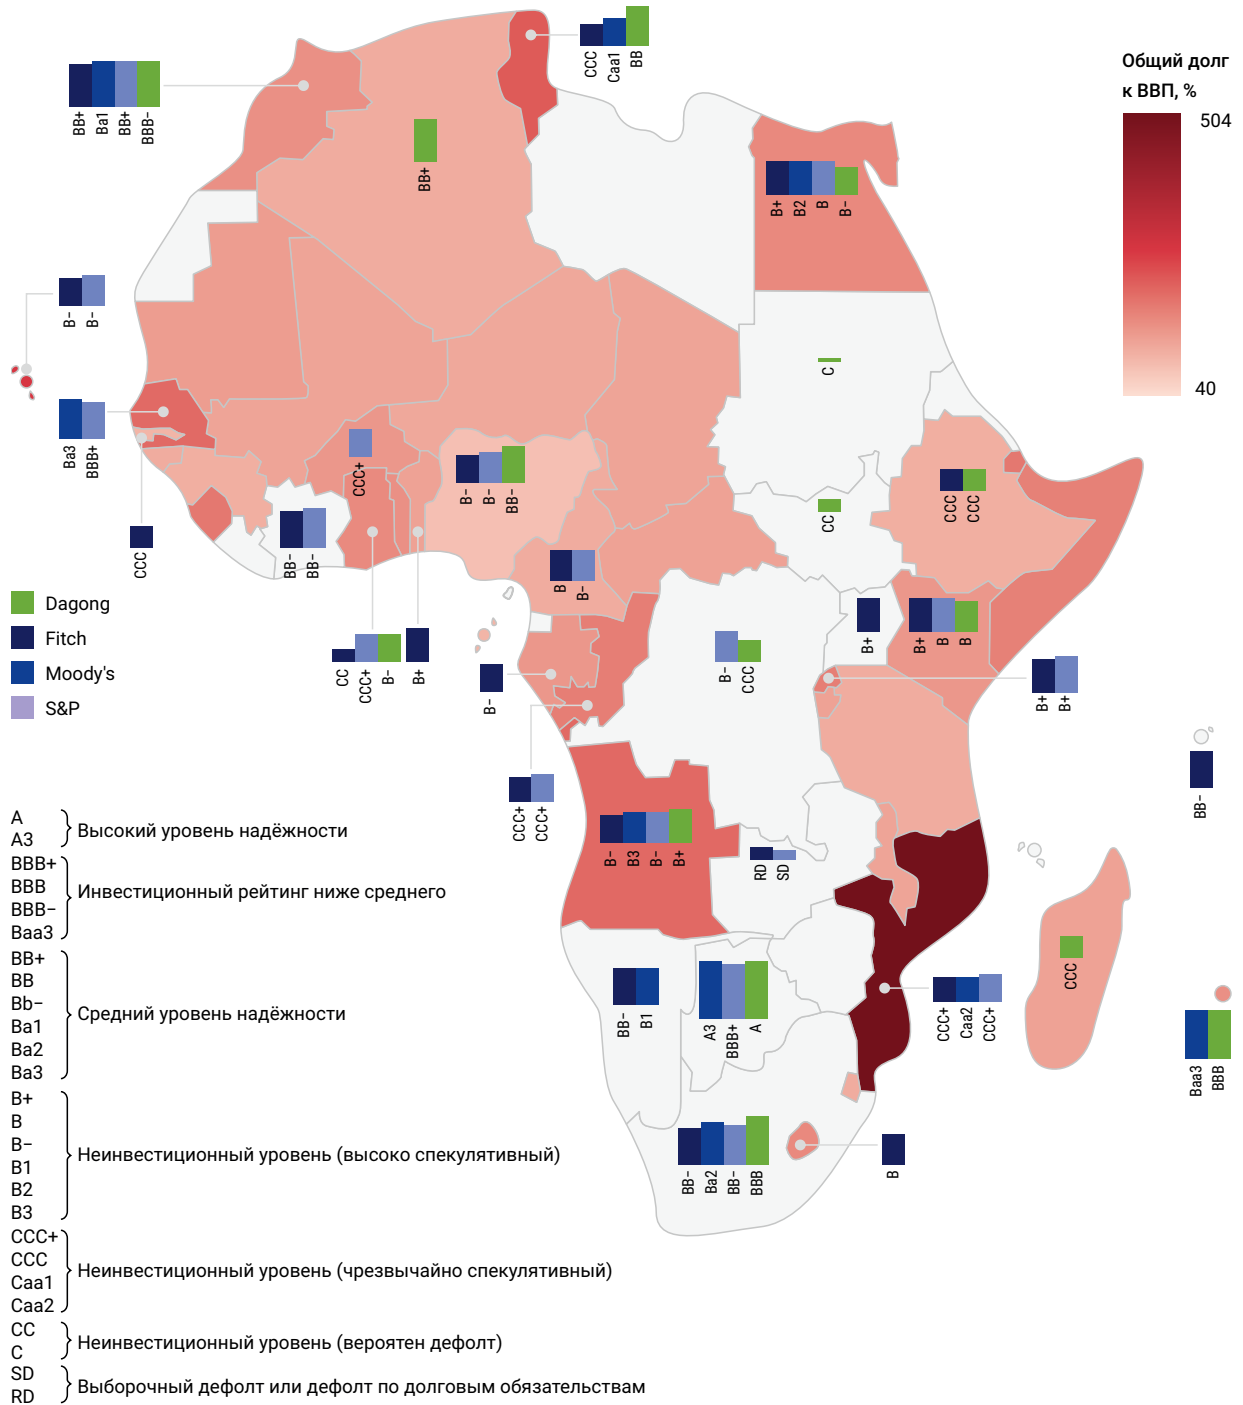 Общий долг
к ВВП, %
504
40
CCC
Caa1
BB
BB+
Ba1
BB+
BBB-
BB+
B+
B2
B
B-
B-
B-
C
Ba3
BBB+
CCC+
B-
B-
BB-
CCC
CCC
CC
CCC
BB-
BB-
B
B-
B+
B+
B
B
B-
CCC
CC
CCC+
B-
B+
B-
B+
B+
BB-
CCC+
CCC+
B-
B3
B-
B+
RD
SD
CCC
BB-
B1
A3
BBB+
A
CCC+
Caa2
CCC+
Baa3
BBB
BB-
Ba2
BB-
BBB
B
Dagong
Fitch
Moody's
S&P
A
A3
Высокий уровень надёжности
BBB+
BBB
BBB-
Baa3
Инвестиционный рейтинг ниже среднего
BB+
BB
Bb-
Ba1
Ba2
Ba3
Средний уровень надёжности
B+
B
B-
B1
B2
B3
Неинвестиционный уровень (высоко спекулятивный)
CCC+
CCC
Caa1
Caa2
Неинвестиционный уровень (чрезвычайно спекулятивный)
CC
C
Неинвестиционный уровень (вероятен дефолт)
SD
RD
Выборочный дефолт или дефолт по долговым обязательствам